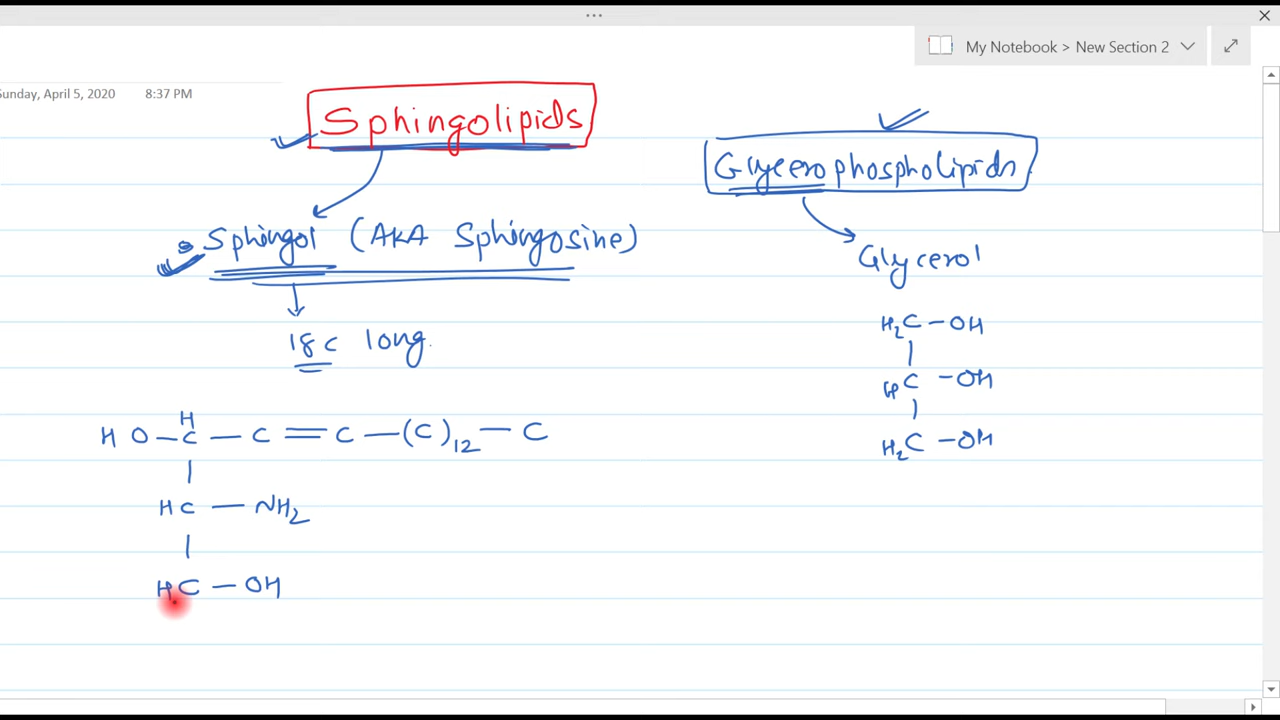 My Notebook > New Section 2
Sunday, April 5, 2020 8:37 PM
Sphingolipids
Glycerophospholipids
Sphingol (AKA Sphingosine)
Glycerol
18C long.
H2C - OH
HC - OH
H2C - OH
H
HO - C - C = C - (C)12 - C
HC - NH2
HC - OH